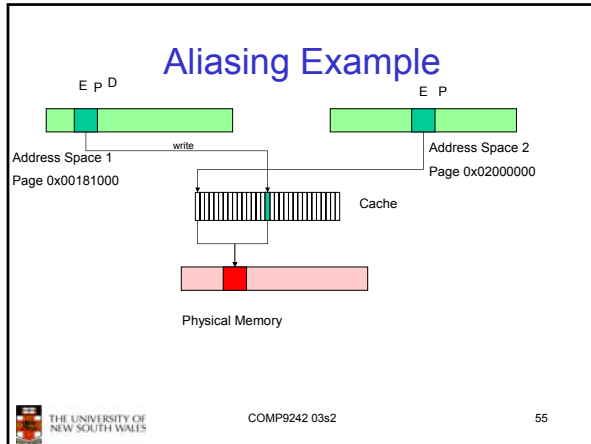 Aliasing Example
E P D
E P
write
Address Space 1
Page 0x00181000
Address Space 2
Page 0x02000000
Cache
Physical Memory
THE UNIVERSITY OF
NEW SOUTH WALES
COMP9242 03s2
55